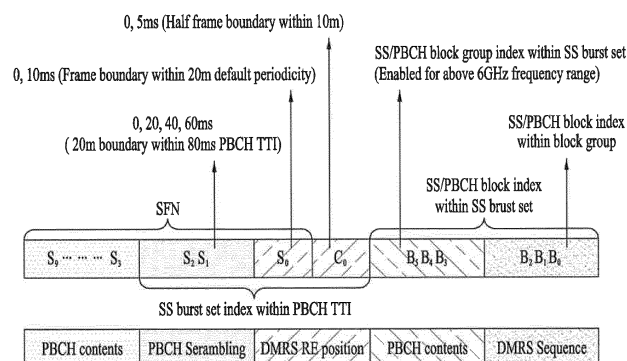 0, 5ms (Half frame boundary within 10m)
0, 10ms (Frame boundary within 20m default periodicity)
SS/PBCH block group index within SS burst set
(Enabled for above 6GHz frequency range)
0, 20, 40, 60ms
( 20m boundary within 80ms PBCH TTI)
SS/PBCH block index
within block group
SS/PBCH block index
within SS brust set
SFN
S₉ ... ... S₃ S₂ S₁ S₀ C₀ B₅ B₄ B₃ B₂ B₁ B₀
SS burst set index within PBCH TTI
PBCH contents PBCH Serambling DMRS RE position PBCH contents DMRS Sequence